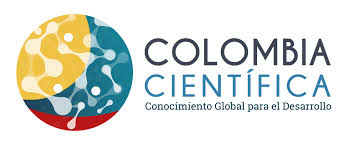 COLOMBIA
CIENTÍFICA
Conocimiento Global para el Desarrollo